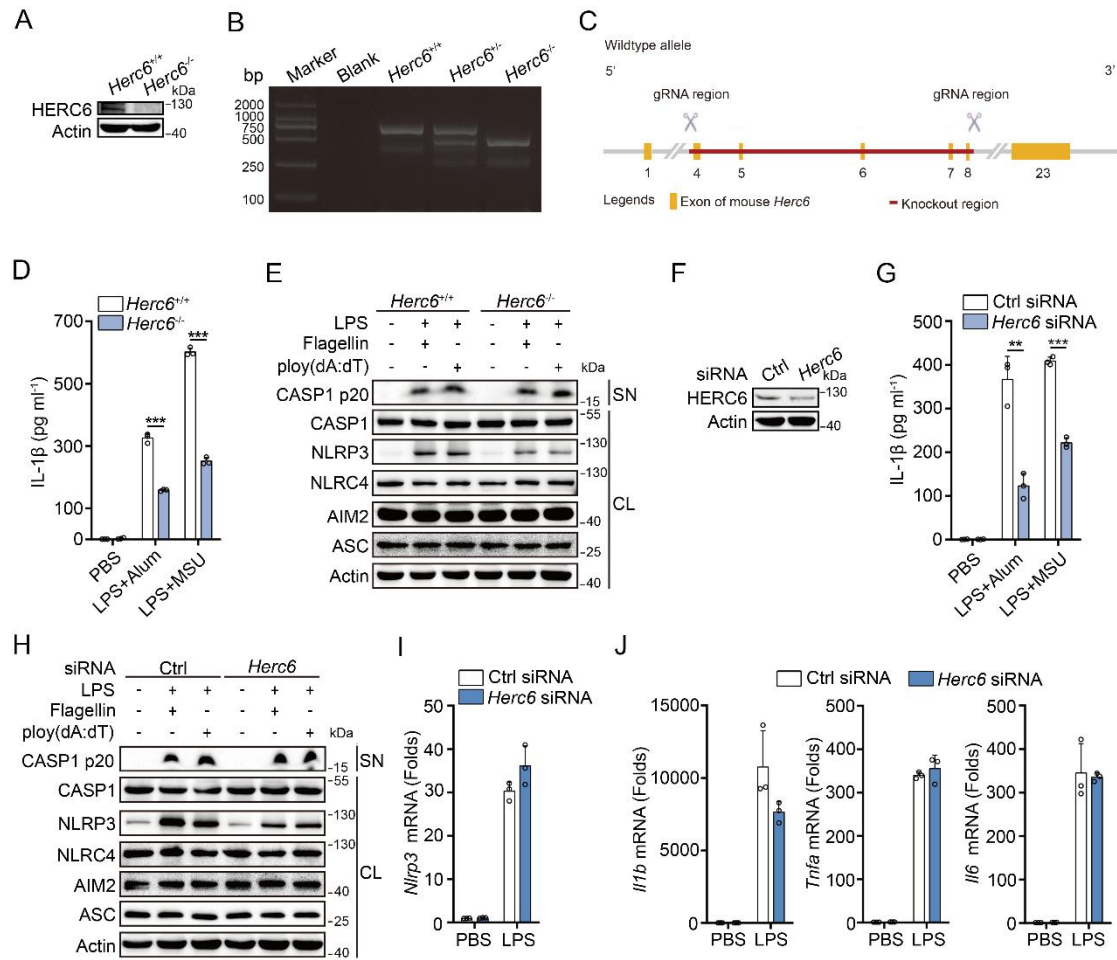 A
Herc6+/+ Herc6-/-
kDa
HERC6 -130
Actin -40
B
bp Marker Blank Herc6+/+ Herc6+/- Herc6-/-
2000
1000
750
500
250
100
C
Wildtype allele
5' 3'
gRNA region gRNA region
1 4 5 6 7 8 23
Legends Exon of mouse Herc6 Knockout region
D
Herc6+/+
Herc6-/-
IL-1β (pg ml-1)
700
600
300
100
0
*** ***
PBS LPS+Alum LPS+MSU
E
Herc6+/+ Herc6-/-
LPS - + + - + +
Flagellin - + - - + -
ploy(dA:dT) - - + - - + kDa
CASP1 p20 -15 SN
CASP1 -55
NLRP3 -130
NLRC4 -130
AIM2 -40
ASC -25
Actin -40
CL
F
siRNA Ctrl Herc6 kDa
HERC6 -130
Actin -40
G
Ctrl siRNA
Herc6 siRNA
IL-1β (pg ml-1)
500
400
300
200
100
0
** ***
PBS LPS+Alum LPS+MSU
H
siRNA Ctrl Herc6
LPS - + + - + +
Flagellin - + - - + -
ploy(dA:dT) - - + - - + kDa
CASP1 p20 -15 SN
CASP1 -55
NLRP3 -130
NLRC4 -130
AIM2 -40
ASC -25
Actin -40
CL
I
Ctrl siRNA
Herc6 siRNA
Nlrp3 mRNA (Folds)
50
40
30
20
10
0
PBS LPS
J
Ctrl siRNA Herc6 siRNA
Il1b mRNA (Folds)
15000
10000
5000
0
PBS LPS
Tnfa mRNA (Folds)
500
400
300
200
100
0
PBS LPS
Il6 mRNA (Folds)
500
400
300
200
100
0
PBS LPS